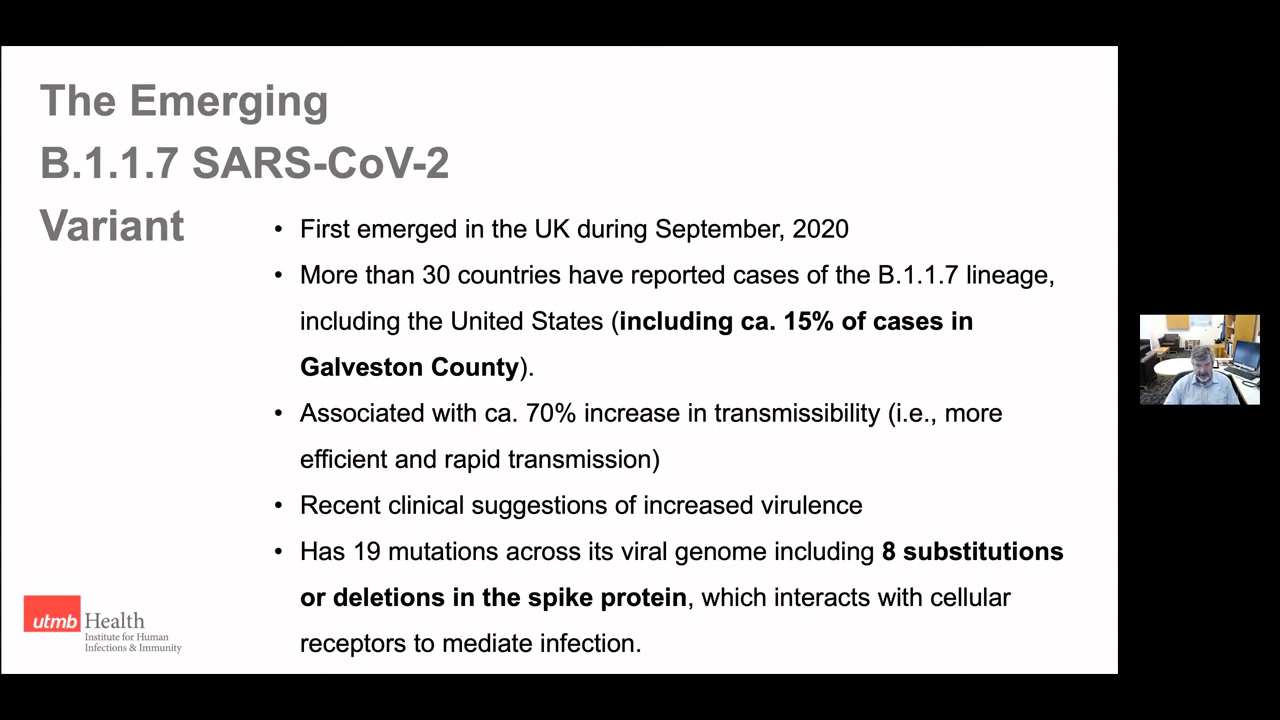 The Emerging
B.1.1.7 SARS-CoV-2
Variant
• First emerged in the UK during September, 2020
• More than 30 countries have reported cases of the B.1.1.7 lineage,
including the United States (including ca. 15% of cases in
Galveston County).
• Associated with ca. 70% increase in transmissibility (i.e., more
efficient and rapid transmission)
• Recent clinical suggestions of increased virulence
• Has 19 mutations across its viral genome including 8 substitutions
or deletions in the spike protein, which interacts with cellular
receptors to mediate infection.
utmb Health
Institute for Human
Infections & Immunity